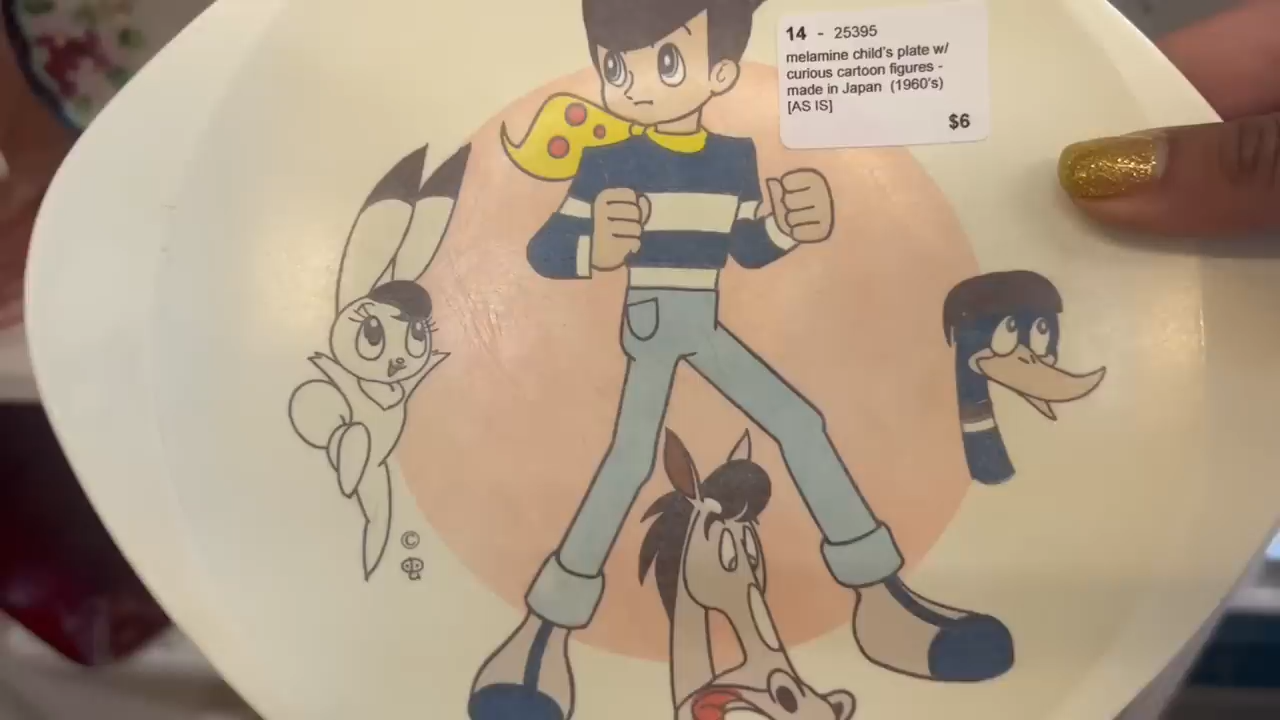 14 - 25395
melamine child's plate w/
curious cartoon figures -
made in Japan (1960's)
[AS IS]
$6
©